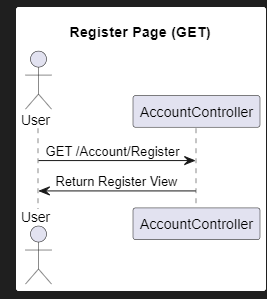 Register Page (GET)
User
AccountController
GET /Account/Register
Return Register View
User
AccountController